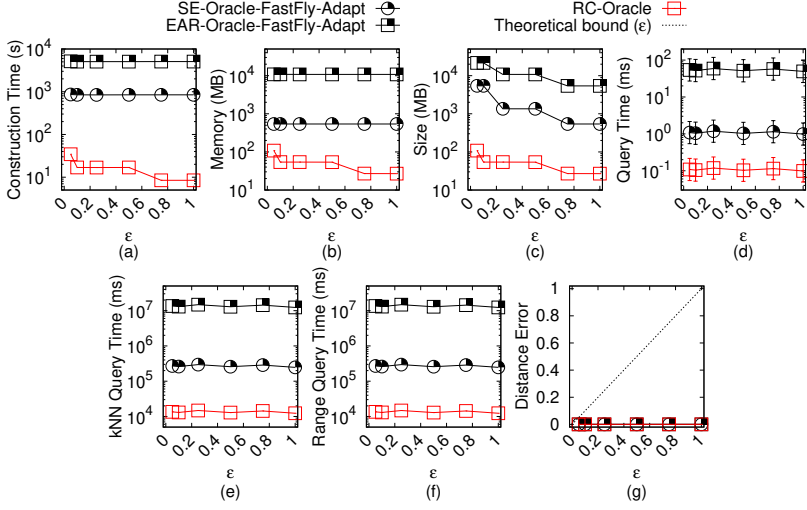 SE-Oracle-FastFly-Adapt
EAR-Oracle-FastFly-Adapt
RC-Oracle
Theoretical bound (ε)
Construction Time (s)
10^4
10^3
10^2
10^1
0 0.2 0.4 0.6 0.8 1
ε
(a)
Memory (MB)
10^4
10^3
10^2
10^1
0 0.2 0.4 0.6 0.8 1
ε
(b)
Size (MB)
10^4
10^3
10^2
10^1
0 0.2 0.4 0.6 0.8 1
ε
(c)
Query Time (ms)
10^2
10^1
10^0
10^-1
0 0.2 0.4 0.6 0.8 1
ε
(d)
kNN Query Time (ms)
10^7
10^6
10^5
10^4
0 0.2 0.4 0.6 0.8 1
ε
(e)
Range Query Time (ms)
10^7
10^6
10^5
10^4
0 0.2 0.4 0.6 0.8 1
ε
(f)
Distance Error
1
0.8
0.6
0.4
0.2
0
0 0.2 0.4 0.6 0.8 1
ε
(g)